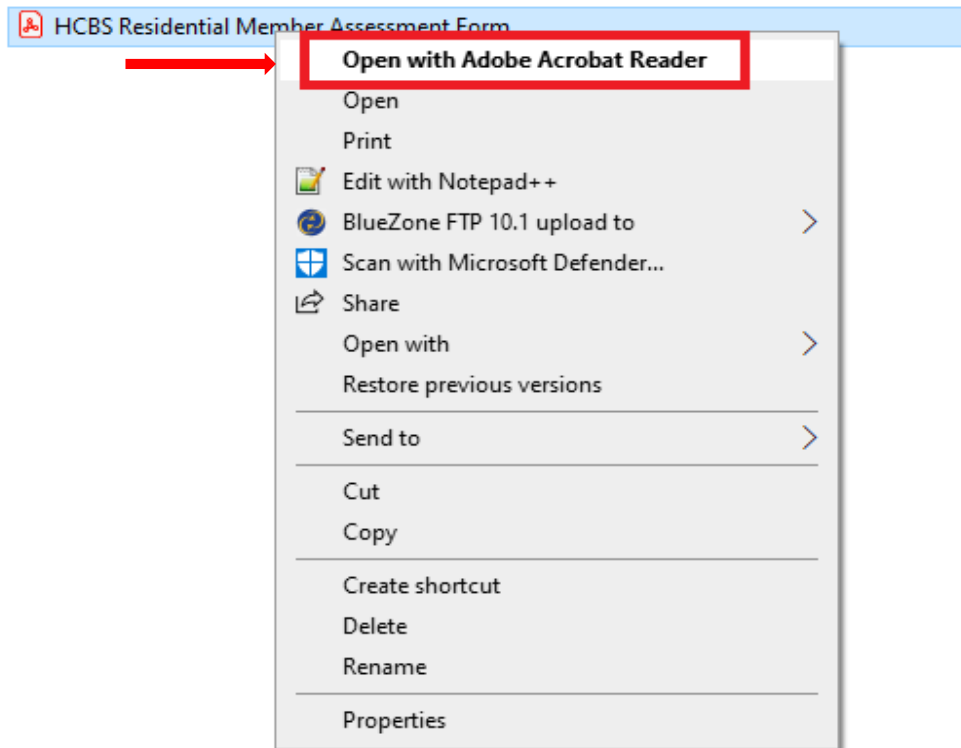 HCBS Residential Member Assessment Form
Open with Adobe Acrobat Reader
Open
Print
Edit with Notepad++
BlueZone FTP 10.1 upload to
Scan with Microsoft Defender...
Share
Open with
Restore previous versions
Send to
Cut
Copy
Create shortcut
Delete
Rename
Properties